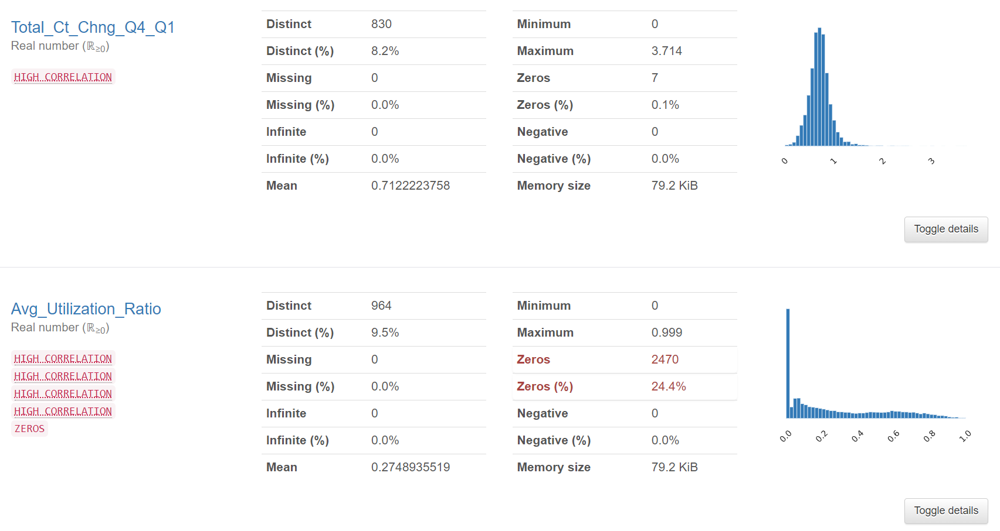 Total_Ct_Chng_Q4_Q1
Real number (ℝ≥0)
HIGH CORRELATION
Distinct 830
Distinct (%) 8.2%
Missing 0
Missing (%) 0.0%
Infinite 0
Infinite (%) 0.0%
Mean 0.7122223758
Minimum 0
Maximum 3.714
Zeros 7
Zeros (%) 0.1%
Negative 0
Negative (%) 0.0%
Memory size 79.2 KiB
0 1 2 3
Toggle details
Avg_Utilization_Ratio
Real number (ℝ≥0)
HIGH CORRELATION
HIGH CORRELATION
HIGH CORRELATION
HIGH CORRELATION
ZEROS
Distinct 964
Distinct (%) 9.5%
Missing 0
Missing (%) 0.0%
Infinite 0
Infinite (%) 0.0%
Mean 0.2748935519
Minimum 0
Maximum 0.999
Zeros 2470
Zeros (%) 24.4%
Negative 0
Negative (%) 0.0%
Memory size 79.2 KiB
0.0 0.2 0.4 0.6 0.8 1.0
Toggle details